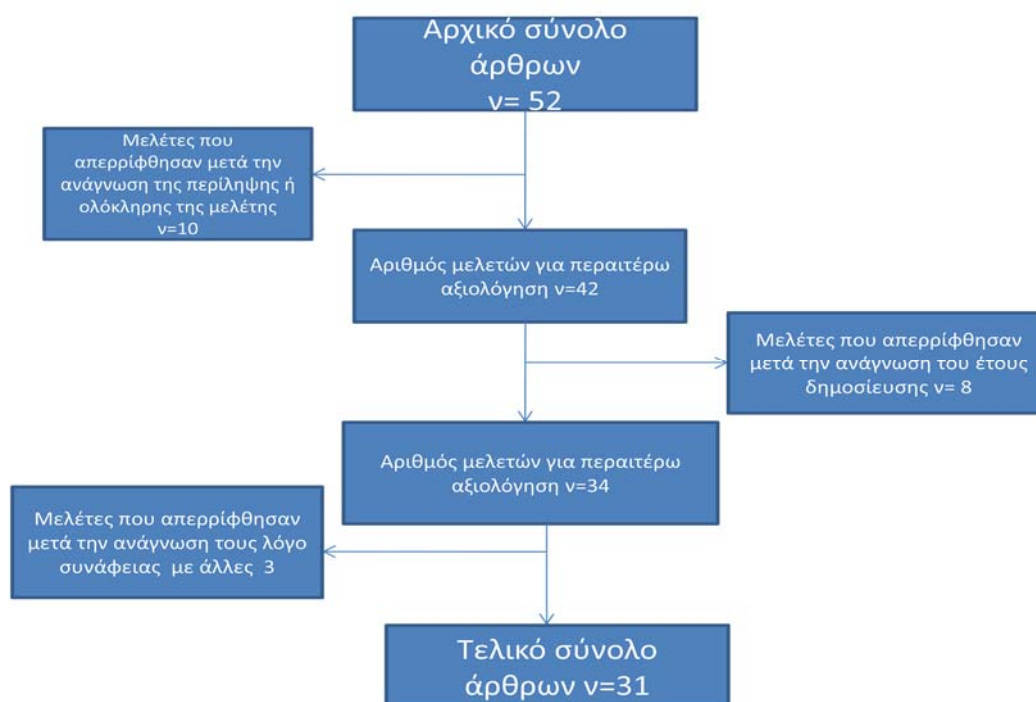 Αρχικό σύνολο
άρθρων
ν= 52
Μελέτες που
απερρίφθησαν μετά την
ανάγνωση της περίληψης ή
ολόκληρης της μελέτης
ν=10
Αριθμός μελετών για περαιτέρω
αξιολόγηση ν=42
Μελέτες που απερρίφθησαν
μετά την ανάγνωση του έτους
δημοσίευσης ν= 8
Αριθμός μελετών για περαιτέρω
αξιολόγηση ν=34
Μελέτες που απερρίφθησαν
μετά την ανάγνωση τους λόγο
συνάφειας  με άλλες  3
Τελικό σύνολο
άρθρων ν=31